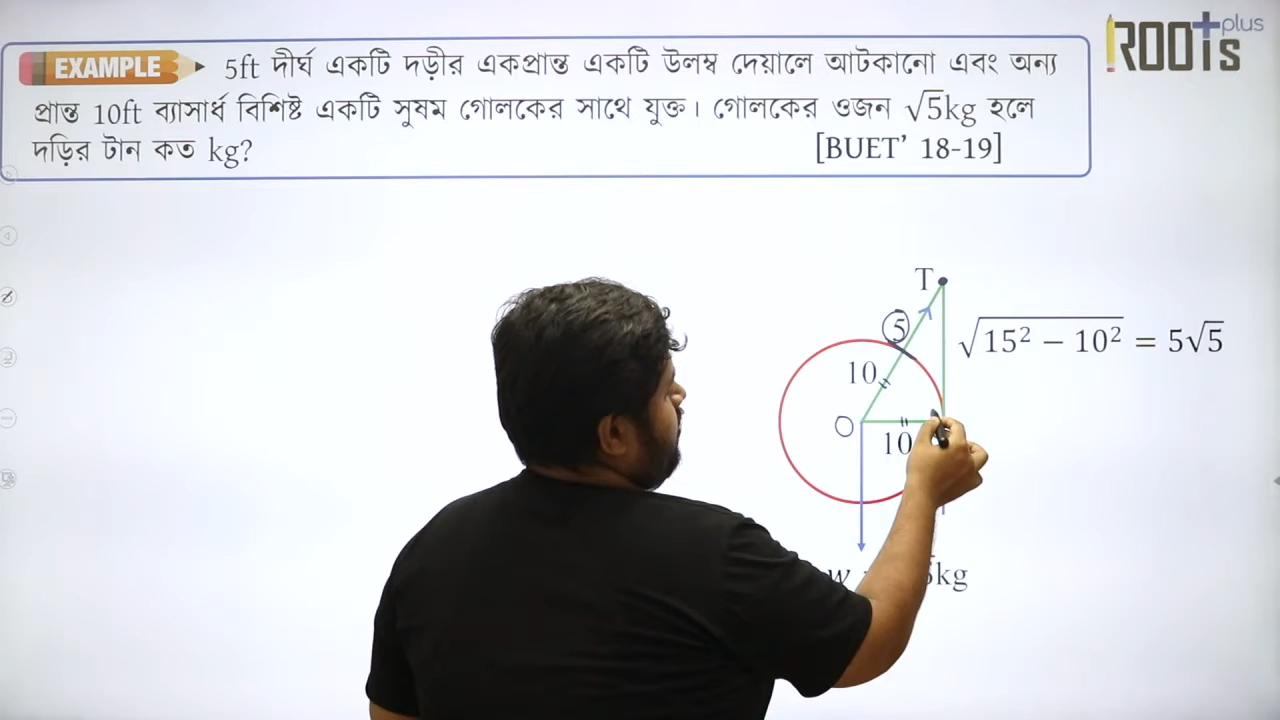 ROOTs plus
EXAMPLE 5ft দীর্ঘ একটি দড়ীর একপ্রান্ত একটি উলম্ব দেয়ালে আটকানো এবং অন্য
প্রান্ত 10ft ব্যাসার্ধ বিশিষ্ট একটি সুষম গোলকের সাথে যুক্ত। গোলকের ওজন √5kg হলে
দড়ির টান কত kg? [BUET’ 18-19]
T
5
√15² − 10² = 5√5
10
O
10
w kg